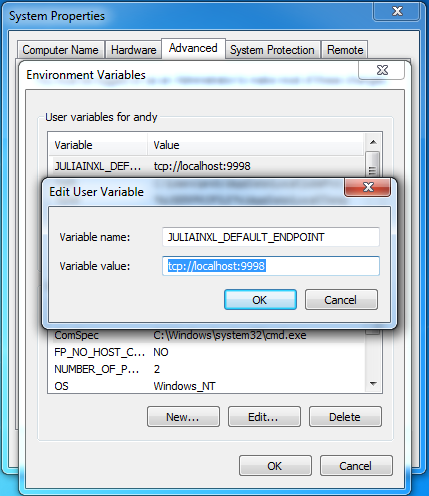 System Properties
Computer Name Hardware Advanced System Protection Remote
Environment Variables
User variables for andy
Variable Value
JULIAINXL_DEF... tcp://localhost:9998
Edit User Variable
Variable name: JULIAINXL_DEFAULT_ENDPOINT
Variable value: tcp://localhost:9998
OK Cancel
ComSpec C:\Windows\system32\cmd.exe
FP_NO_HOST_C... NO
NUMBER_OF_P... 2
OS Windows_NT
New... Edit... Delete
OK Cancel